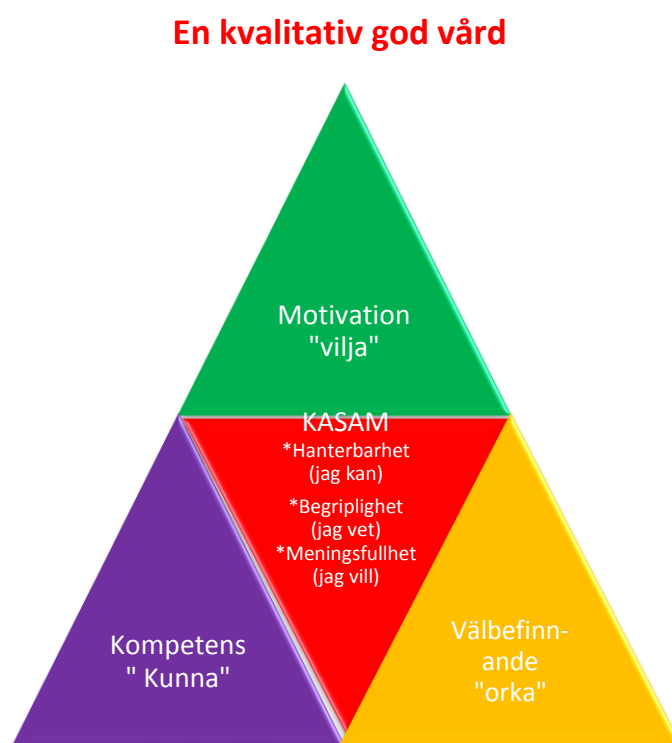 En kvalitativ god vård
Motivation
"vilja"
KASAM
*Hanterbarhet
(jag kan)
*Begriplighet
(jag vet)
*Meningsfullhet
(jag vill)
Kompetens
" Kunna"
Välbefinn-
ande
"orka"